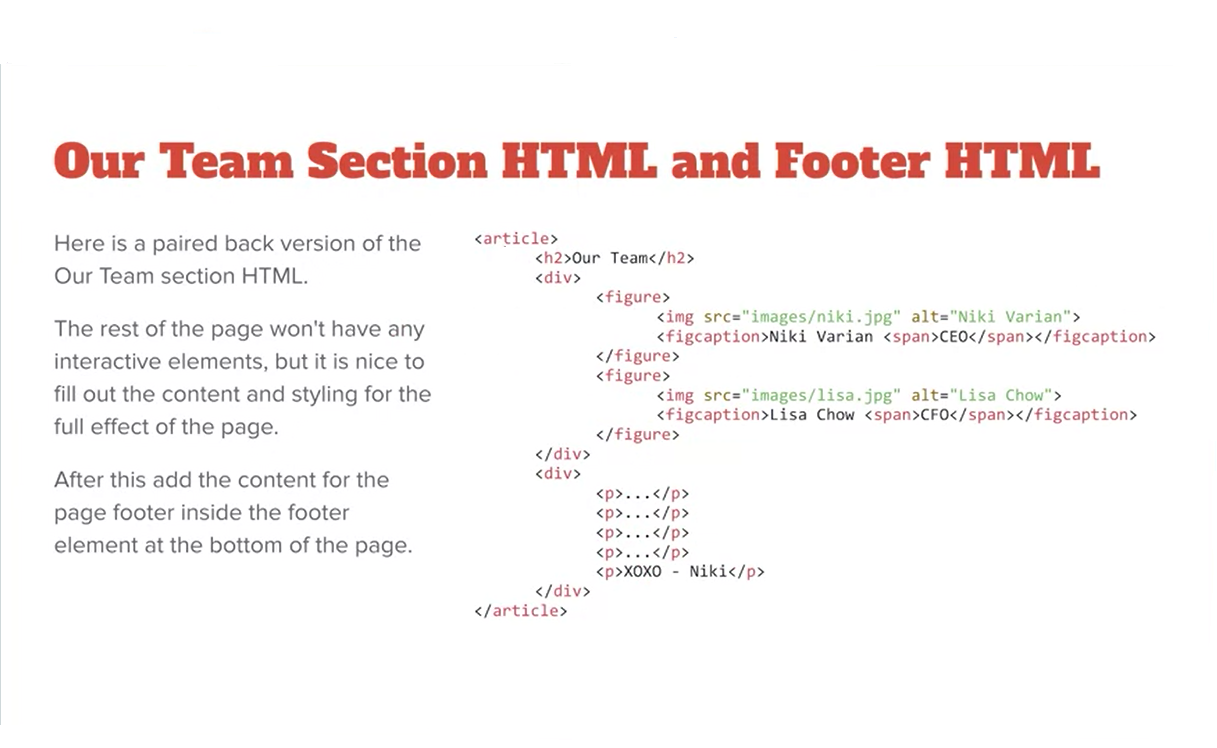 Our Team Section HTML and Footer HTML
Here is a paired back version of the
Our Team section HTML.
The rest of the page won't have any
interactive elements, but it is nice to
fill out the content and styling for the
full effect of the page.
After this add the content for the
page footer inside the footer
element at the bottom of the page.
<article>
<h2>Our Team</h2>
<div>
<figure>
<img src="images/niki.jpg" alt="Niki Varian">
<figcaption>Niki Varian <span>CEO</span></figcaption>
</figure>
<figure>
<img src="images/lisa.jpg" alt="Lisa Chow">
<figcaption>Lisa Chow <span>CFO</span></figcaption>
</figure>
</div>
<div>
<p>...</p>
<p>...</p>
<p>...</p>
<p>...</p>
<p>XOXO - Niki</p>
</div>
</article>